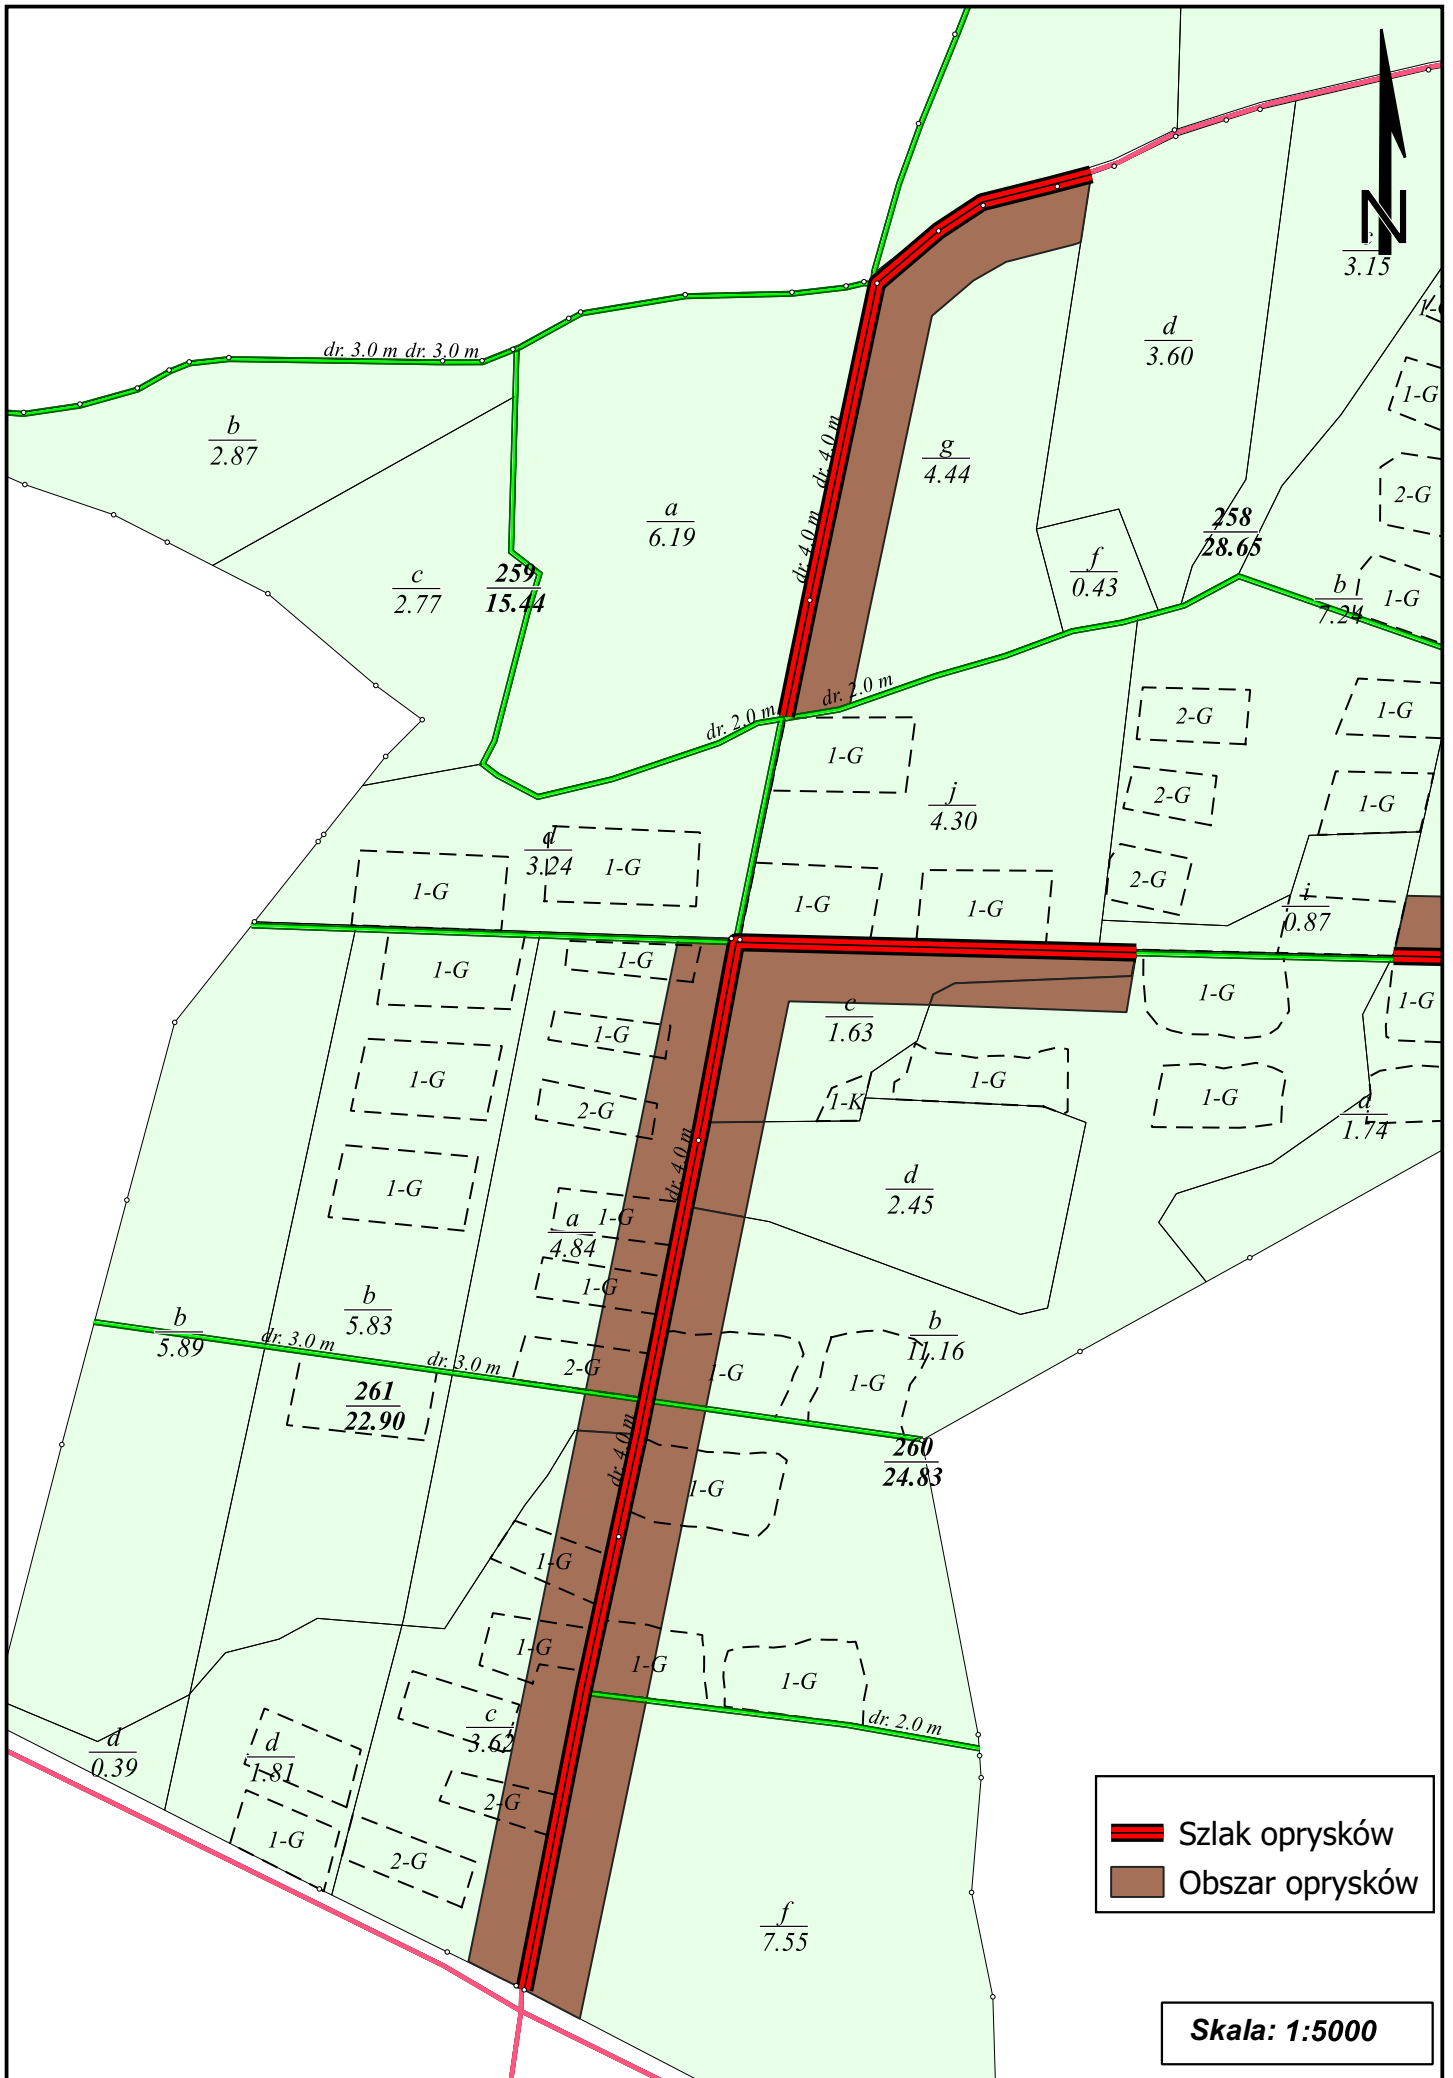 N
3.15
d
3.60
1-G
dr. 3.0 m dr. 3.0 m
b
2.87
dr. 4.0 m
g
4.44
2-G
a
6.19
258
28.65
dr. 4.0 m
f
0.43
c
2.77
259
15.44
b
7.24
1-G
dr. 2.0 m
dr. 2.0 m
2-G
1-G
1-G
2-G
1-G
j
4.30
d
3.24
1-G
1-G
2-G
1-G
1-G
i
0.87
1-G
1-G
1-G
1-G
c
1.63
1-G
1-G
1-G
1-G
1-K
2-G
1-G
d
1.74
dr. 4.0 m
1-G
d
2.45
a
4.84
1-G
1-G
b
5.83
b
5.89
dr. 3.0 m
dr. 3.0 m
2-G
1-G
1-G
b
11.16
261
22.90
dr. 4.0 m
260
24.83
1-G
1-G
1-G
1-G
1-G
c
3.62
dr. 2.0 m
d
0.39
d
1.81
2-G
1-G
2-G
f
7.55
Szlak oprysków
Obszar oprysków
Skala: 1:5000